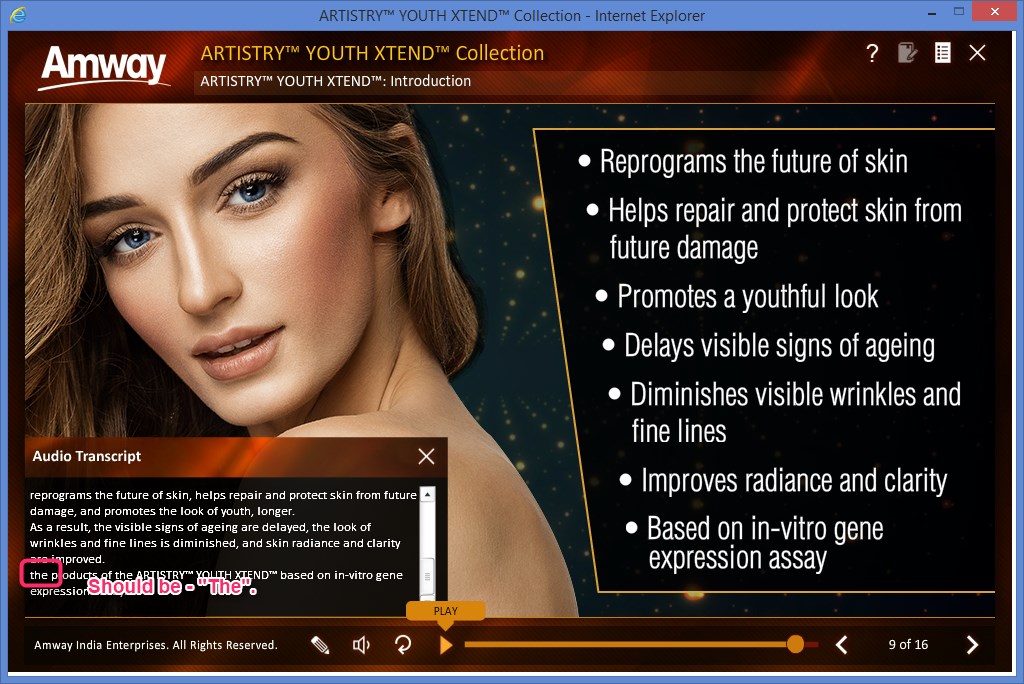 ARTISTRY™ YOUTH XTEND™ Collection - Internet Explorer
Amway
ARTISTRY™ YOUTH XTEND™ Collection
?
ARTISTRY™ YOUTH XTEND™: Introduction
• Reprograms the future of skin
• Helps repair and protect skin from
future damage
• Promotes a youthful look
• Delays visible signs of ageing
• Diminishes visible wrinkles and
fine lines
• Improves radiance and clarity
• Based on in-vitro gene
expression assay
Audio Transcript
reprograms the future of skin, helps repair and protect skin from future
damage, and promotes the look of youth, longer.
As a result, the visible signs of ageing are delayed, the look of
wrinkles and fine lines is diminished, and skin radiance and clarity
are improved.
the products of the ARTISTRY™ YOUTH XTEND™ based on in-vitro gene
expression
Should be - "The".
PLAY
Amway India Enterprises. All Rights Reserved.
9 of 16